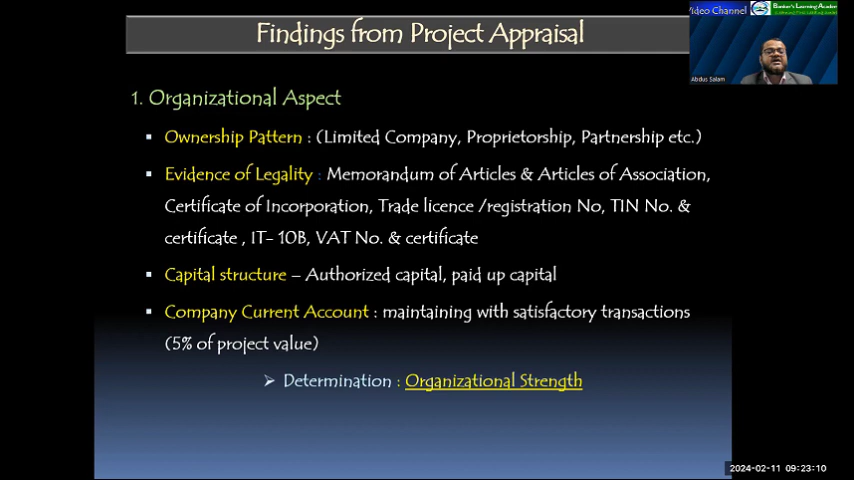 Findings from Project Appraisal
Video Channel
Banker's Learning Academy
Abdus Salam
1. Organizational Aspect
▪ Ownership Pattern : (Limited Company, Proprietorship, Partnership etc.)
▪ Evidence of Legality : Memorandum of Articles & Articles of Association,
Certificate of Incorporation, Trade licence /registration No, TIN No. &
certificate , IT- 10B, VAT No. & certificate
▪ Capital structure – Authorized capital, paid up capital
▪ Company Current Account : maintaining with satisfactory transactions
(5% of project value)
➢ Determination : Organizational Strength
2024-02-11 09:23:10